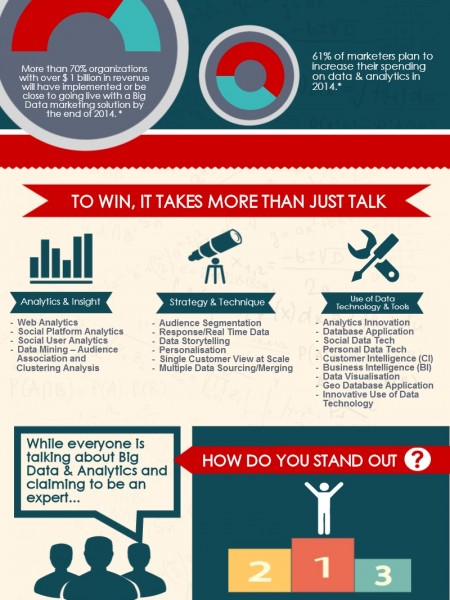 More than 70% organizations
with over $ 1 billion in revenue
will have implemented or be
close to going live with a Big
Data marketing solution by
the end of 2014. *
61% of marketers plan to
increase their spending
on data & analytics in
2014.*
TO WIN, IT TAKES MORE THAN JUST TALK
Analytics & Insight
- Web Analytics
- Social Platform Analytics
- Social User Analytics
- Data Mining – Audience
Association and
Clustering Analysis
Strategy & Technique
- Audience Segmentation
- Response/Real Time Data
- Data Storytelling
- Personalisation
- Single Customer View at Scale
- Multiple Data Sourcing/Merging
Use of Data
Technology & Tools
- Analytics Innovation
- Database Application
- Social Data Tech
- Personal Data Tech
- Customer Intelligence (CI)
- Business Intelligence (BI)
- Data Visualisation
- Geo Database Application
- Innovative Use of Data
Technology
While everyone is
talking about Big
Data & Analytics and
claiming to be an
expert...
HOW DO YOU STAND OUT ?
2 1 3